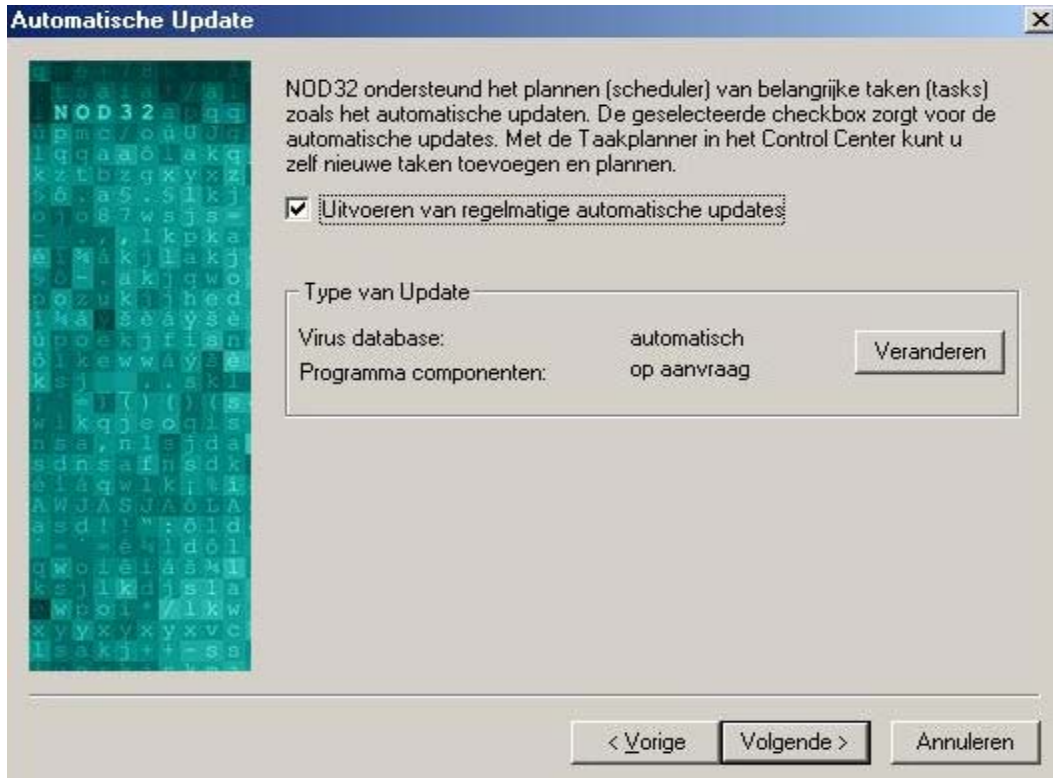 Automatische Update
NOD32
NOD32 ondersteund het plannen (scheduler) van belangrijke taken (tasks)
zoals het automatische updaten. De geselecteerde checkbox zorgt voor de
automatische updates. Met de Taakplanner in het Control Center kunt u
zelf nieuwe taken toevoegen en plannen.
Uitvoeren van regelmatige automatische updates
Type van Update
Virus database: automatisch
Programma componenten: op aanvraag
Veranderen
< Vorige
Volgende >
Annuleren